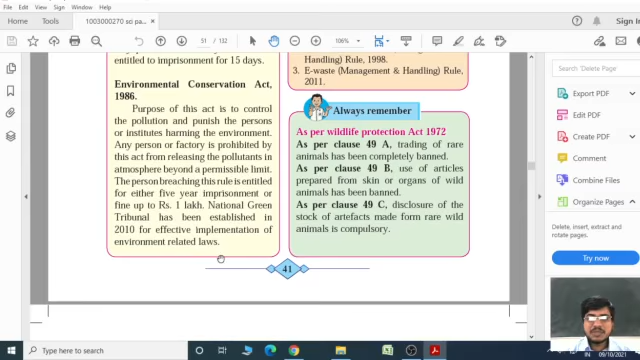 File Edit View Sign Window Help
Home Tools
1003000270 sci pa...
Sign In
51 / 132
106%
entitled to imprisonment for 15 days.
Environmental Conservation Act,
1986.
Purpose of this act is to control
the pollution and punish the persons
or institutes harming the environment.
Any person or factory is prohibited by
this act from releasing the pollutants in
atmosphere beyond a permissible limit.
The person breaching this rule is entitled
for either five year imprisonment or
fine up to Rs. 1 lakh. National Green
Tribunal has been established in
2010 for effective implementation of
environment related laws.
Handling) Rule, 1998.
3. E-waste (Management & Handling) Rule,
2011.
Always remember
As per wildlife protection Act 1972
As per clause 49 A, trading of rare
animals has been completely banned.
As per clause 49 B, use of articles
prepared from skin or organs of wild
animals has been banned.
As per clause 49 C, disclosure of
the stock of artefacts made form rare wild
animals is compulsory.
41
Search 'Delete Page'
Export PDF
Edit PDF
Create PDF
Comment
Combine Files
Organize Pages
Delete, insert, extract and
rotate pages.
Try now
IN
09/10/2021